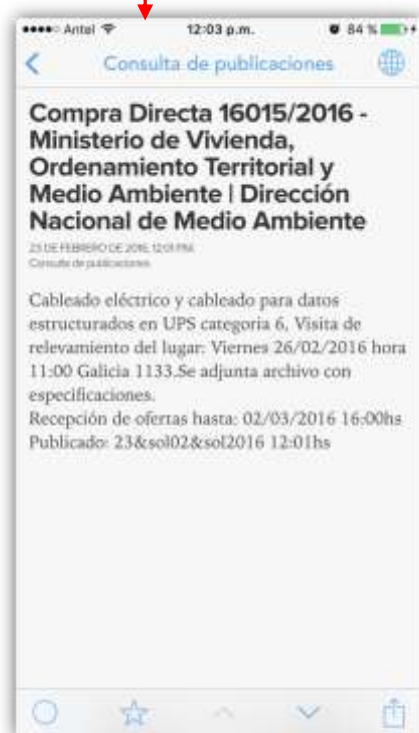 Antel 12:03 p.m. 84 %
Consulta de publicaciones
Compra Directa 16015/2016 -
Ministerio de Vivienda,
Ordenamiento Territorial y
Medio Ambiente | Dirección
Nacional de Medio Ambiente
23 DE FEBRERO DE 2016, 12:01 PM
Consulta de publicaciones
Cableado eléctrico y cableado para datos
estructurados en UPS categoria 6, Visita de
relevamiento del lugar: Viernes 26/02/2016 hora
11:00 Galicia 1133.Se adjunta archivo con
especificaciones.
Recepción de ofertas hasta: 02/03/2016 16:00hs
Publicado: 23&sol02&sol2016 12:01hs